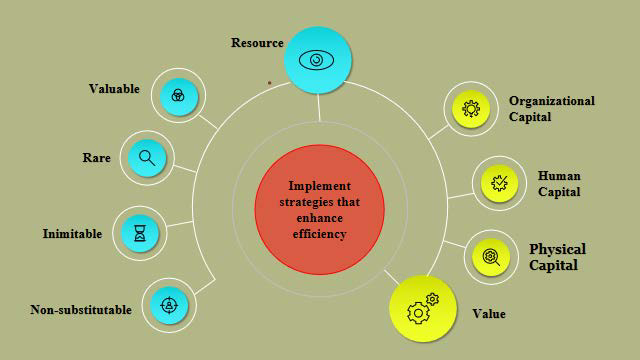 Resource
Valuable
Rare
Inimitable
Non-substitutable
Implement
strategies that
enhance
efficiency
Organizational
Capital
Human
Capital
Physical
Capital
Value